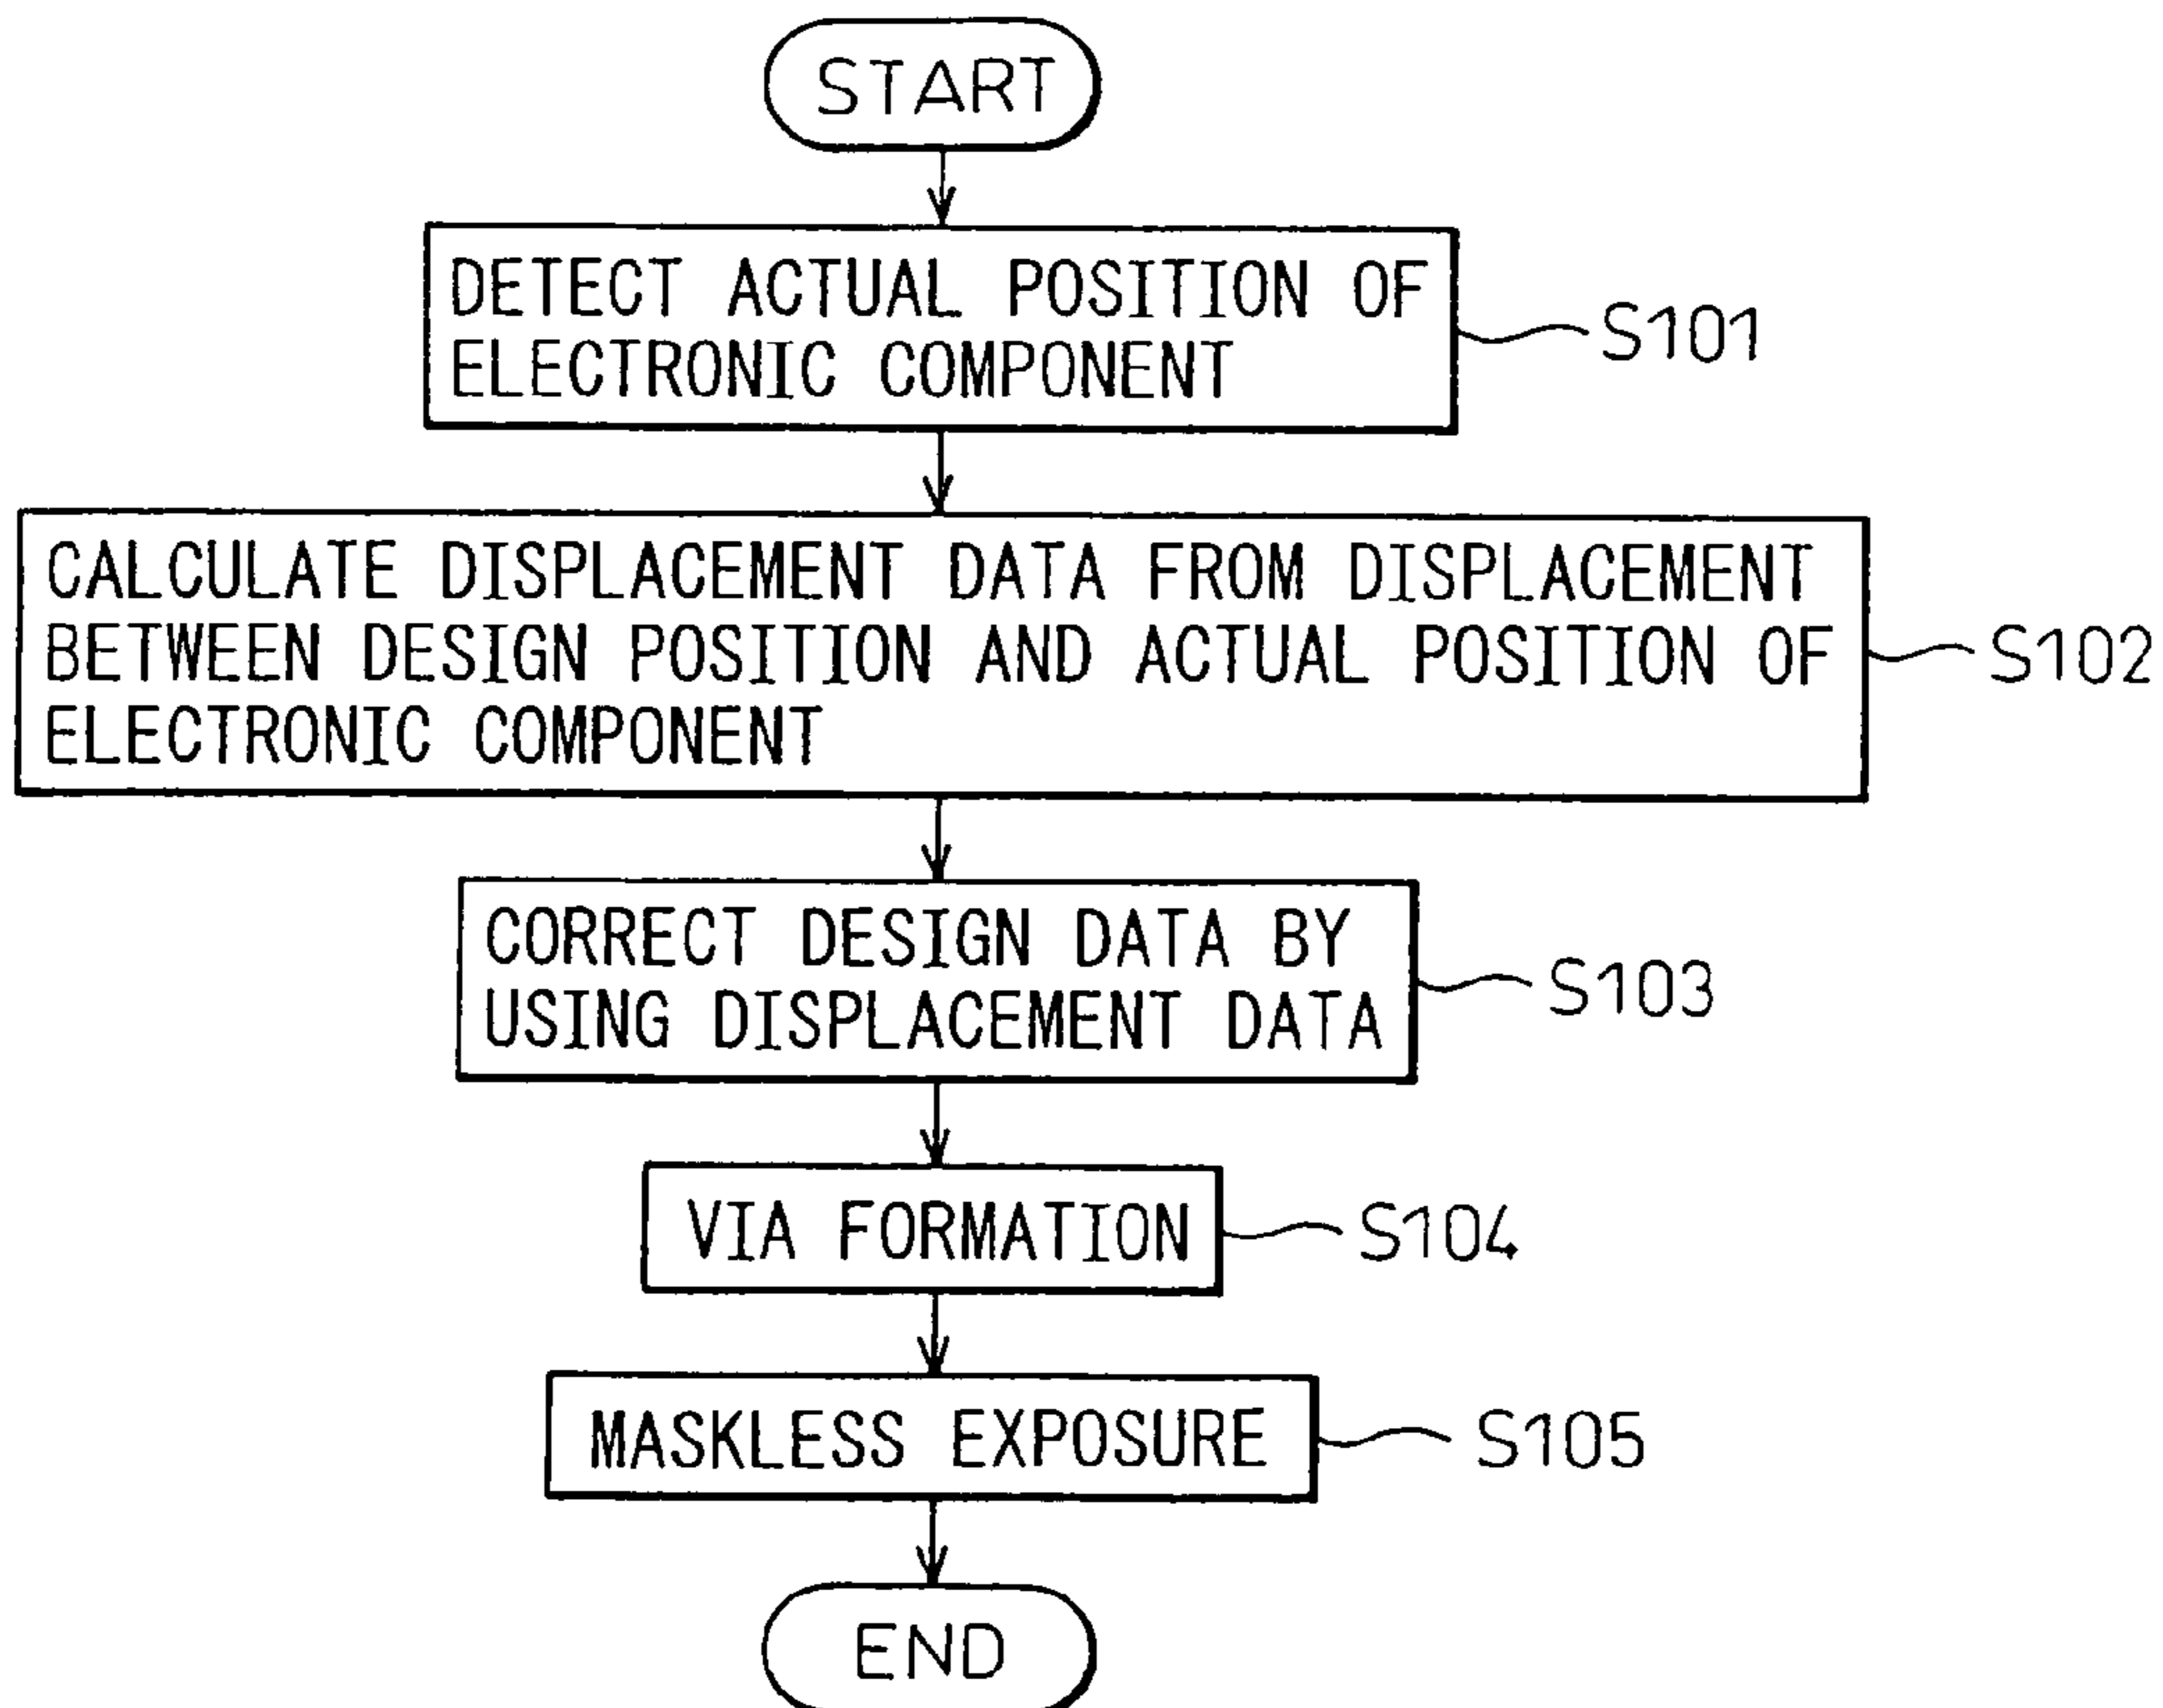 START
DETECT ACTUAL POSITION OF
ELECTRONIC COMPONENT
S101
CALCULATE DISPLACEMENT DATA FROM DISPLACEMENT
BETWEEN DESIGN POSITION AND ACTUAL POSITION OF
ELECTRONIC COMPONENT
S102
CORRECT DESIGN DATA BY
USING DISPLACEMENT DATA
S103
VIA FORMATION
S104
MASKLESS EXPOSURE
S105
END